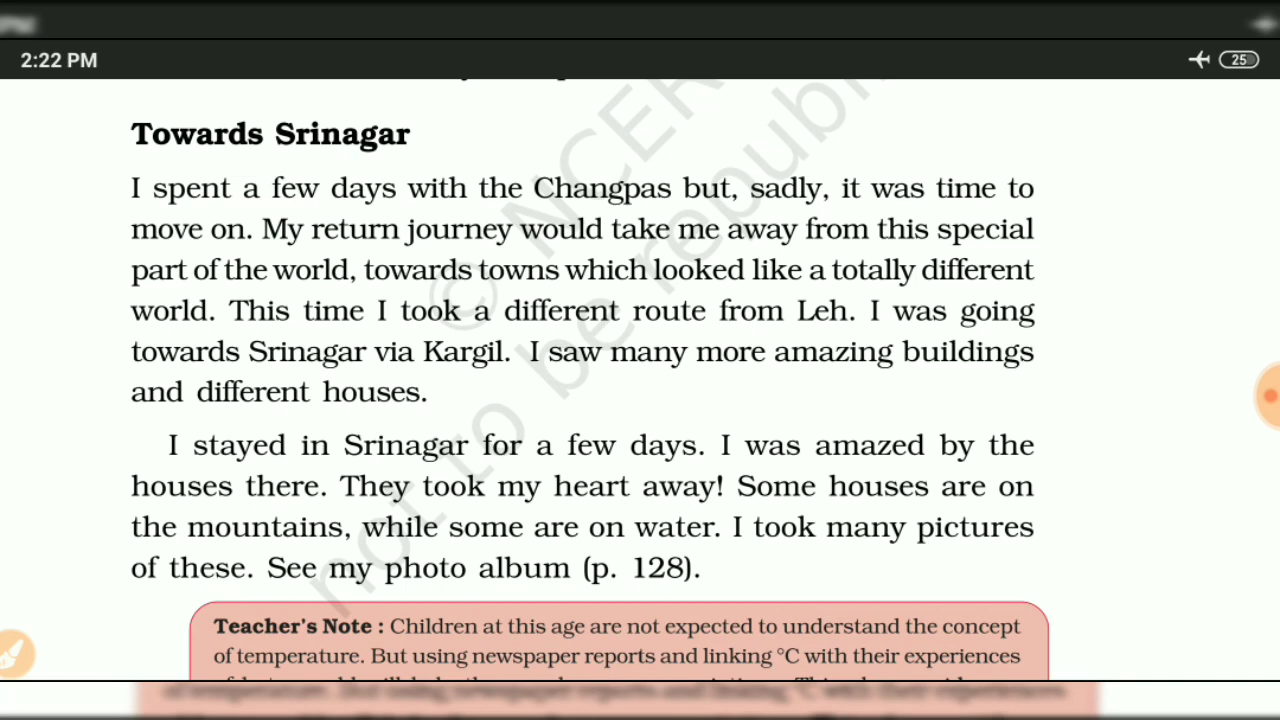 2:22 PM
25
Towards Srinagar
I spent a few days with the Changpas but, sadly, it was time to
move on. My return journey would take me away from this special
part of the world, towards towns which looked like a totally different
world. This time I took a different route from Leh. I was going
towards Srinagar via Kargil. I saw many more amazing buildings
and different houses.
I stayed in Srinagar for a few days. I was amazed by the
houses there. They took my heart away! Some houses are on
the mountains, while some are on water. I took many pictures
of these. See my photo album (p. 128).
© NCER
not to be republi
Teacher's Note : Children at this age are not expected to understand the concept
of temperature. But using newspaper reports and linking °C with their experiences